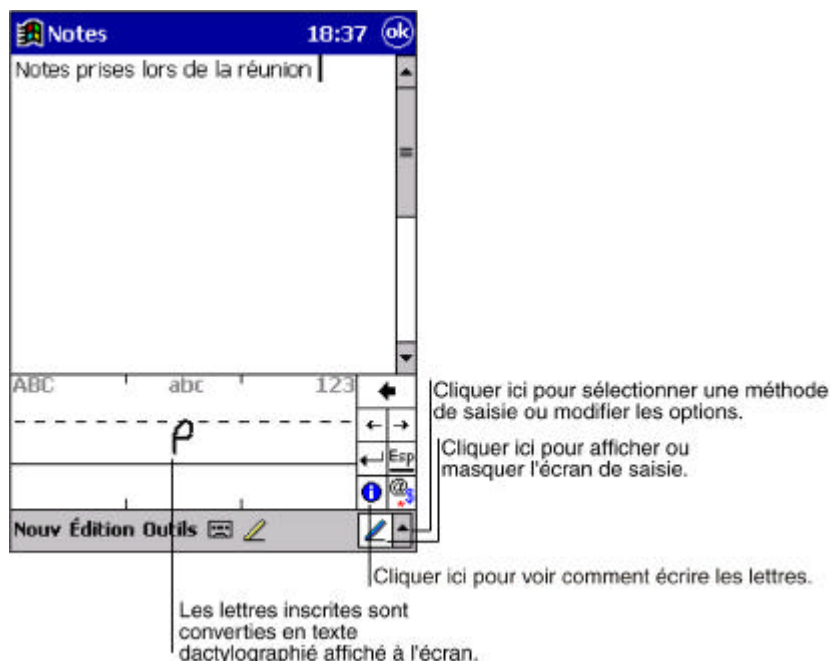 Notes 18:37 ok
Notes prises lors de la réunion
ABC abc 123
Esp
@
Nouv Édition Outils
Cliquer ici pour sélectionner une méthode
de saisie ou modifier les options.
Cliquer ici pour afficher ou
masquer l'écran de saisie.
Cliquer ici pour voir comment écrire les lettres.
Les lettres inscrites sont
converties en texte
dactylographié affiché à l'écran.